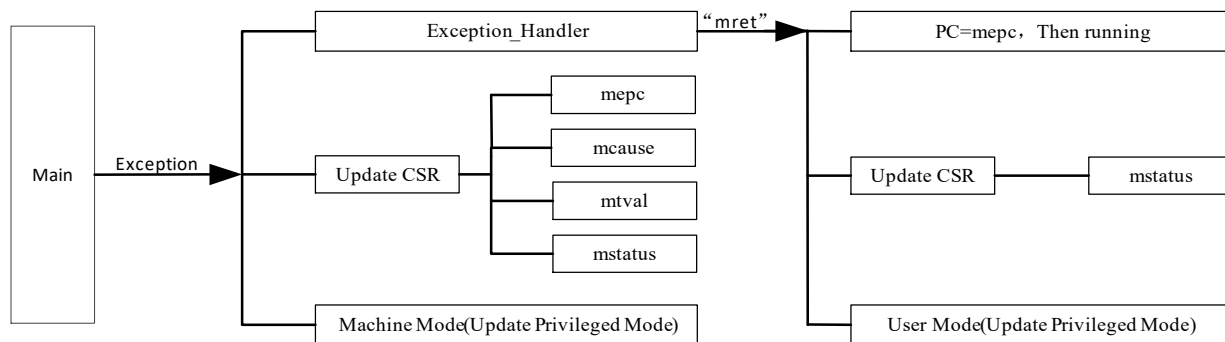 Main
Exception
Exception_Handler
Update CSR
mepc
mcause
mtval
mstatus
Machine Mode(Update Privileged Mode)
“mret”
PC=mepc，Then running
Update CSR
mstatus
User Mode(Update Privileged Mode)